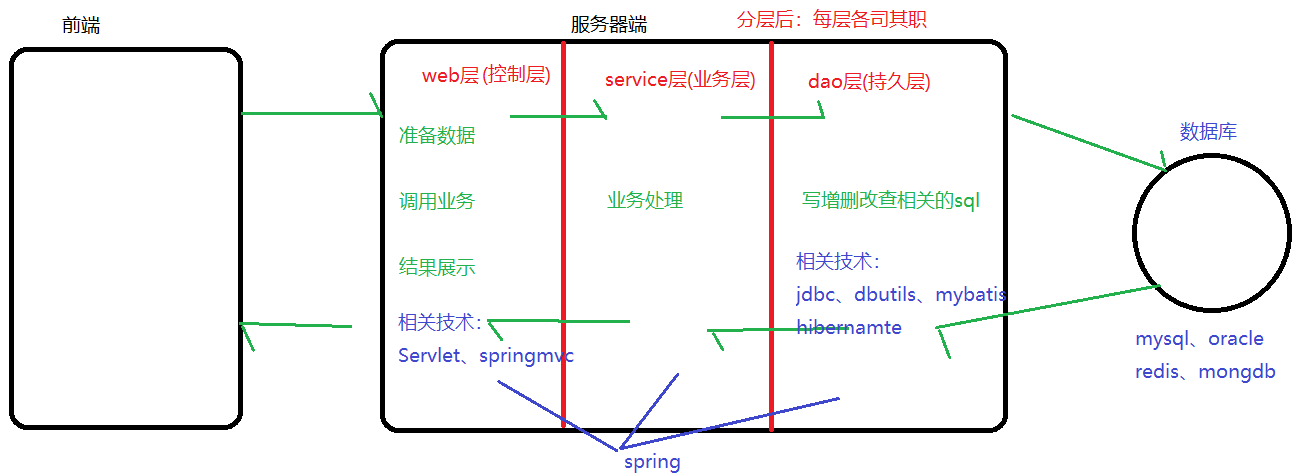 前端
服务器端
分层后：每层各司其职
web层(控制层)
准备数据
调用业务
结果展示
相关技术：
Servlet、springmvc
service层(业务层)
业务处理
dao层(持久层)
写增删改查相关的sql
相关技术：
jdbc、dbutils、mybatis
hibernamte
数据库
mysql、oracle
redis、mongdb
spring